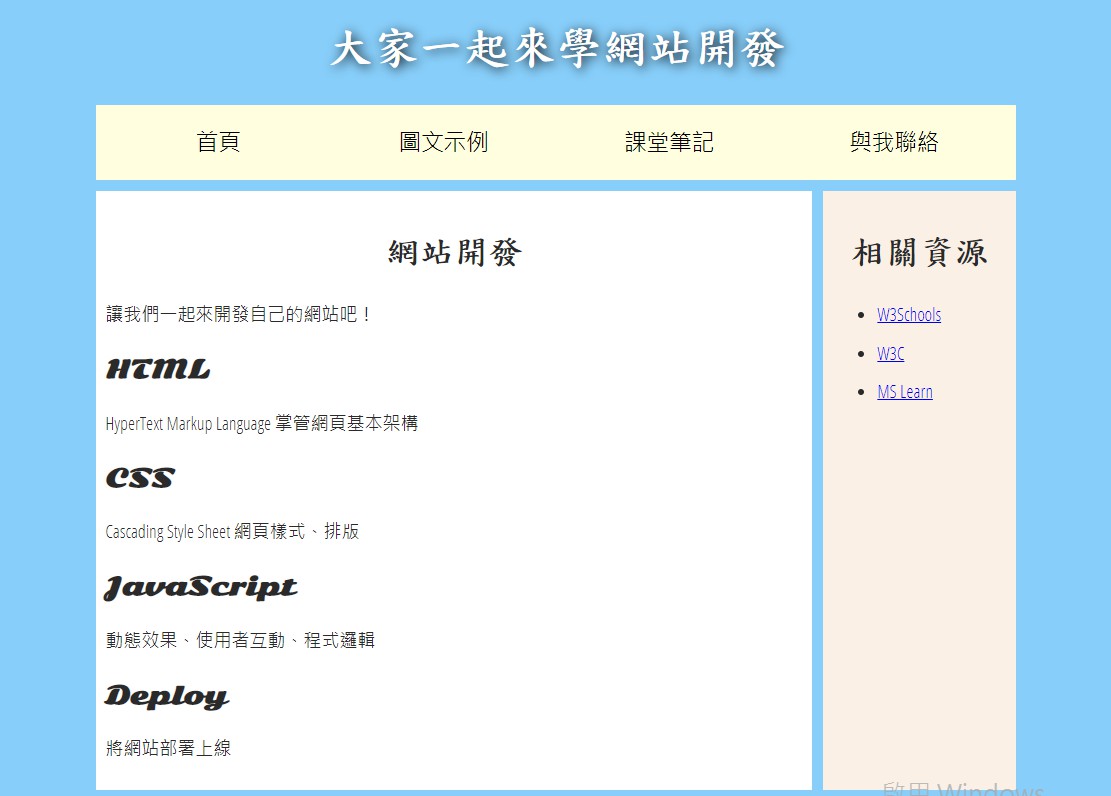 大家一起來學網站開發
首頁 圖文示例 課堂筆記 與我聯絡
網站開發
讓我們一起來開發自己的網站吧！
HTML
HyperText Markup Language 掌管網頁基本架構
CSS
Cascading Style Sheet 網頁樣式、排版
JavaScript
動態效果、使用者互動、程式邏輯
Deploy
將網站部署上線
相關資源
W3Schools
W3C
MS Learn
啟用 Windows